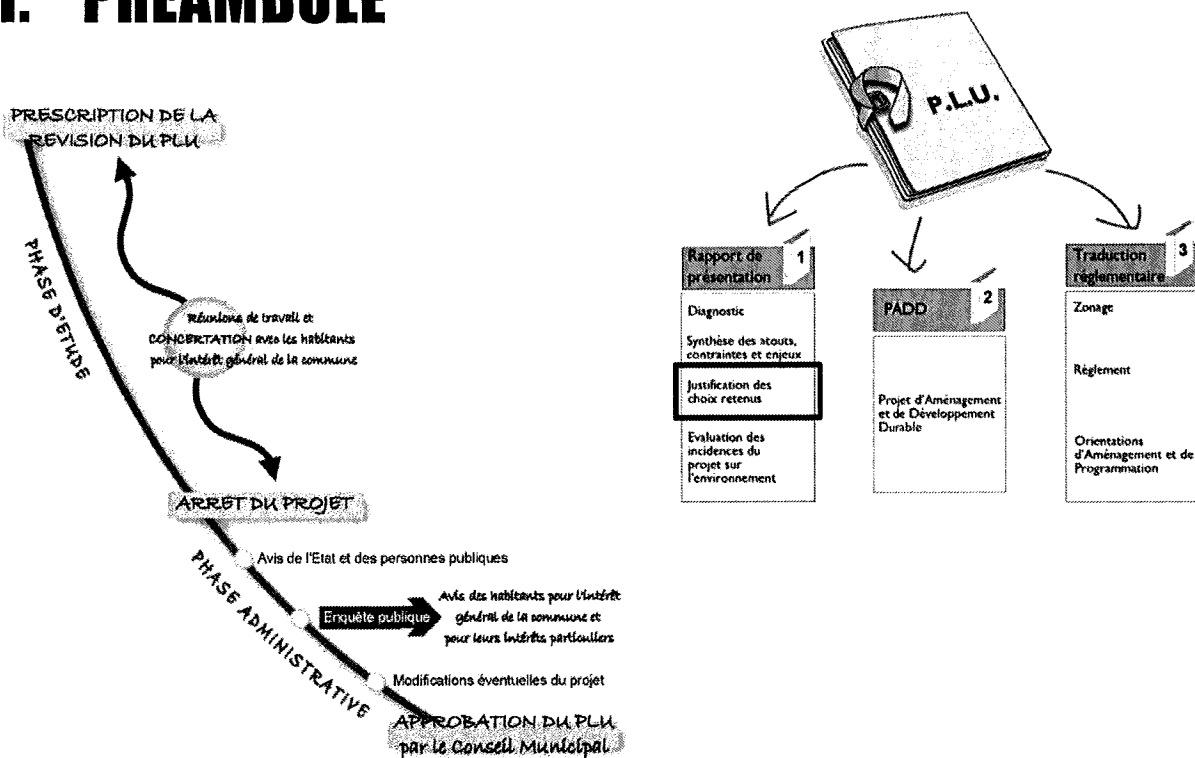 I. PREAMBULE
PRESCRIPTION DE LA
REVISION DU PLU
PHASE D'ETUDE
Réunions de travail et
CONCERTATION avec les habitants
pour l'intérêt général de la commune
ARRET DU PROJET
PHASE ADMINISTRATIVE
Avis de l'Etat et des personnes publiques
Enquête publique
Avis des habitants pour l'intérêt
général de la commune et
pour leurs intérêts particuliers
Modifications éventuelles du projet
APPROBATION DU PLU
par le Conseil Municipal
P.L.U.
Rapport de
présentation
1
Diagnostic
Synthèse des atouts,
contraintes et enjeux
Justification des
choix retenus
Evaluation des
incidences du
projet sur
l'environnement
PADD
2
Projet d'Aménagement
et de Développement
Durable
Traduction
réglementaire
3
Zonage
Règlement
Orientations
d'Aménagement et de
Programmation